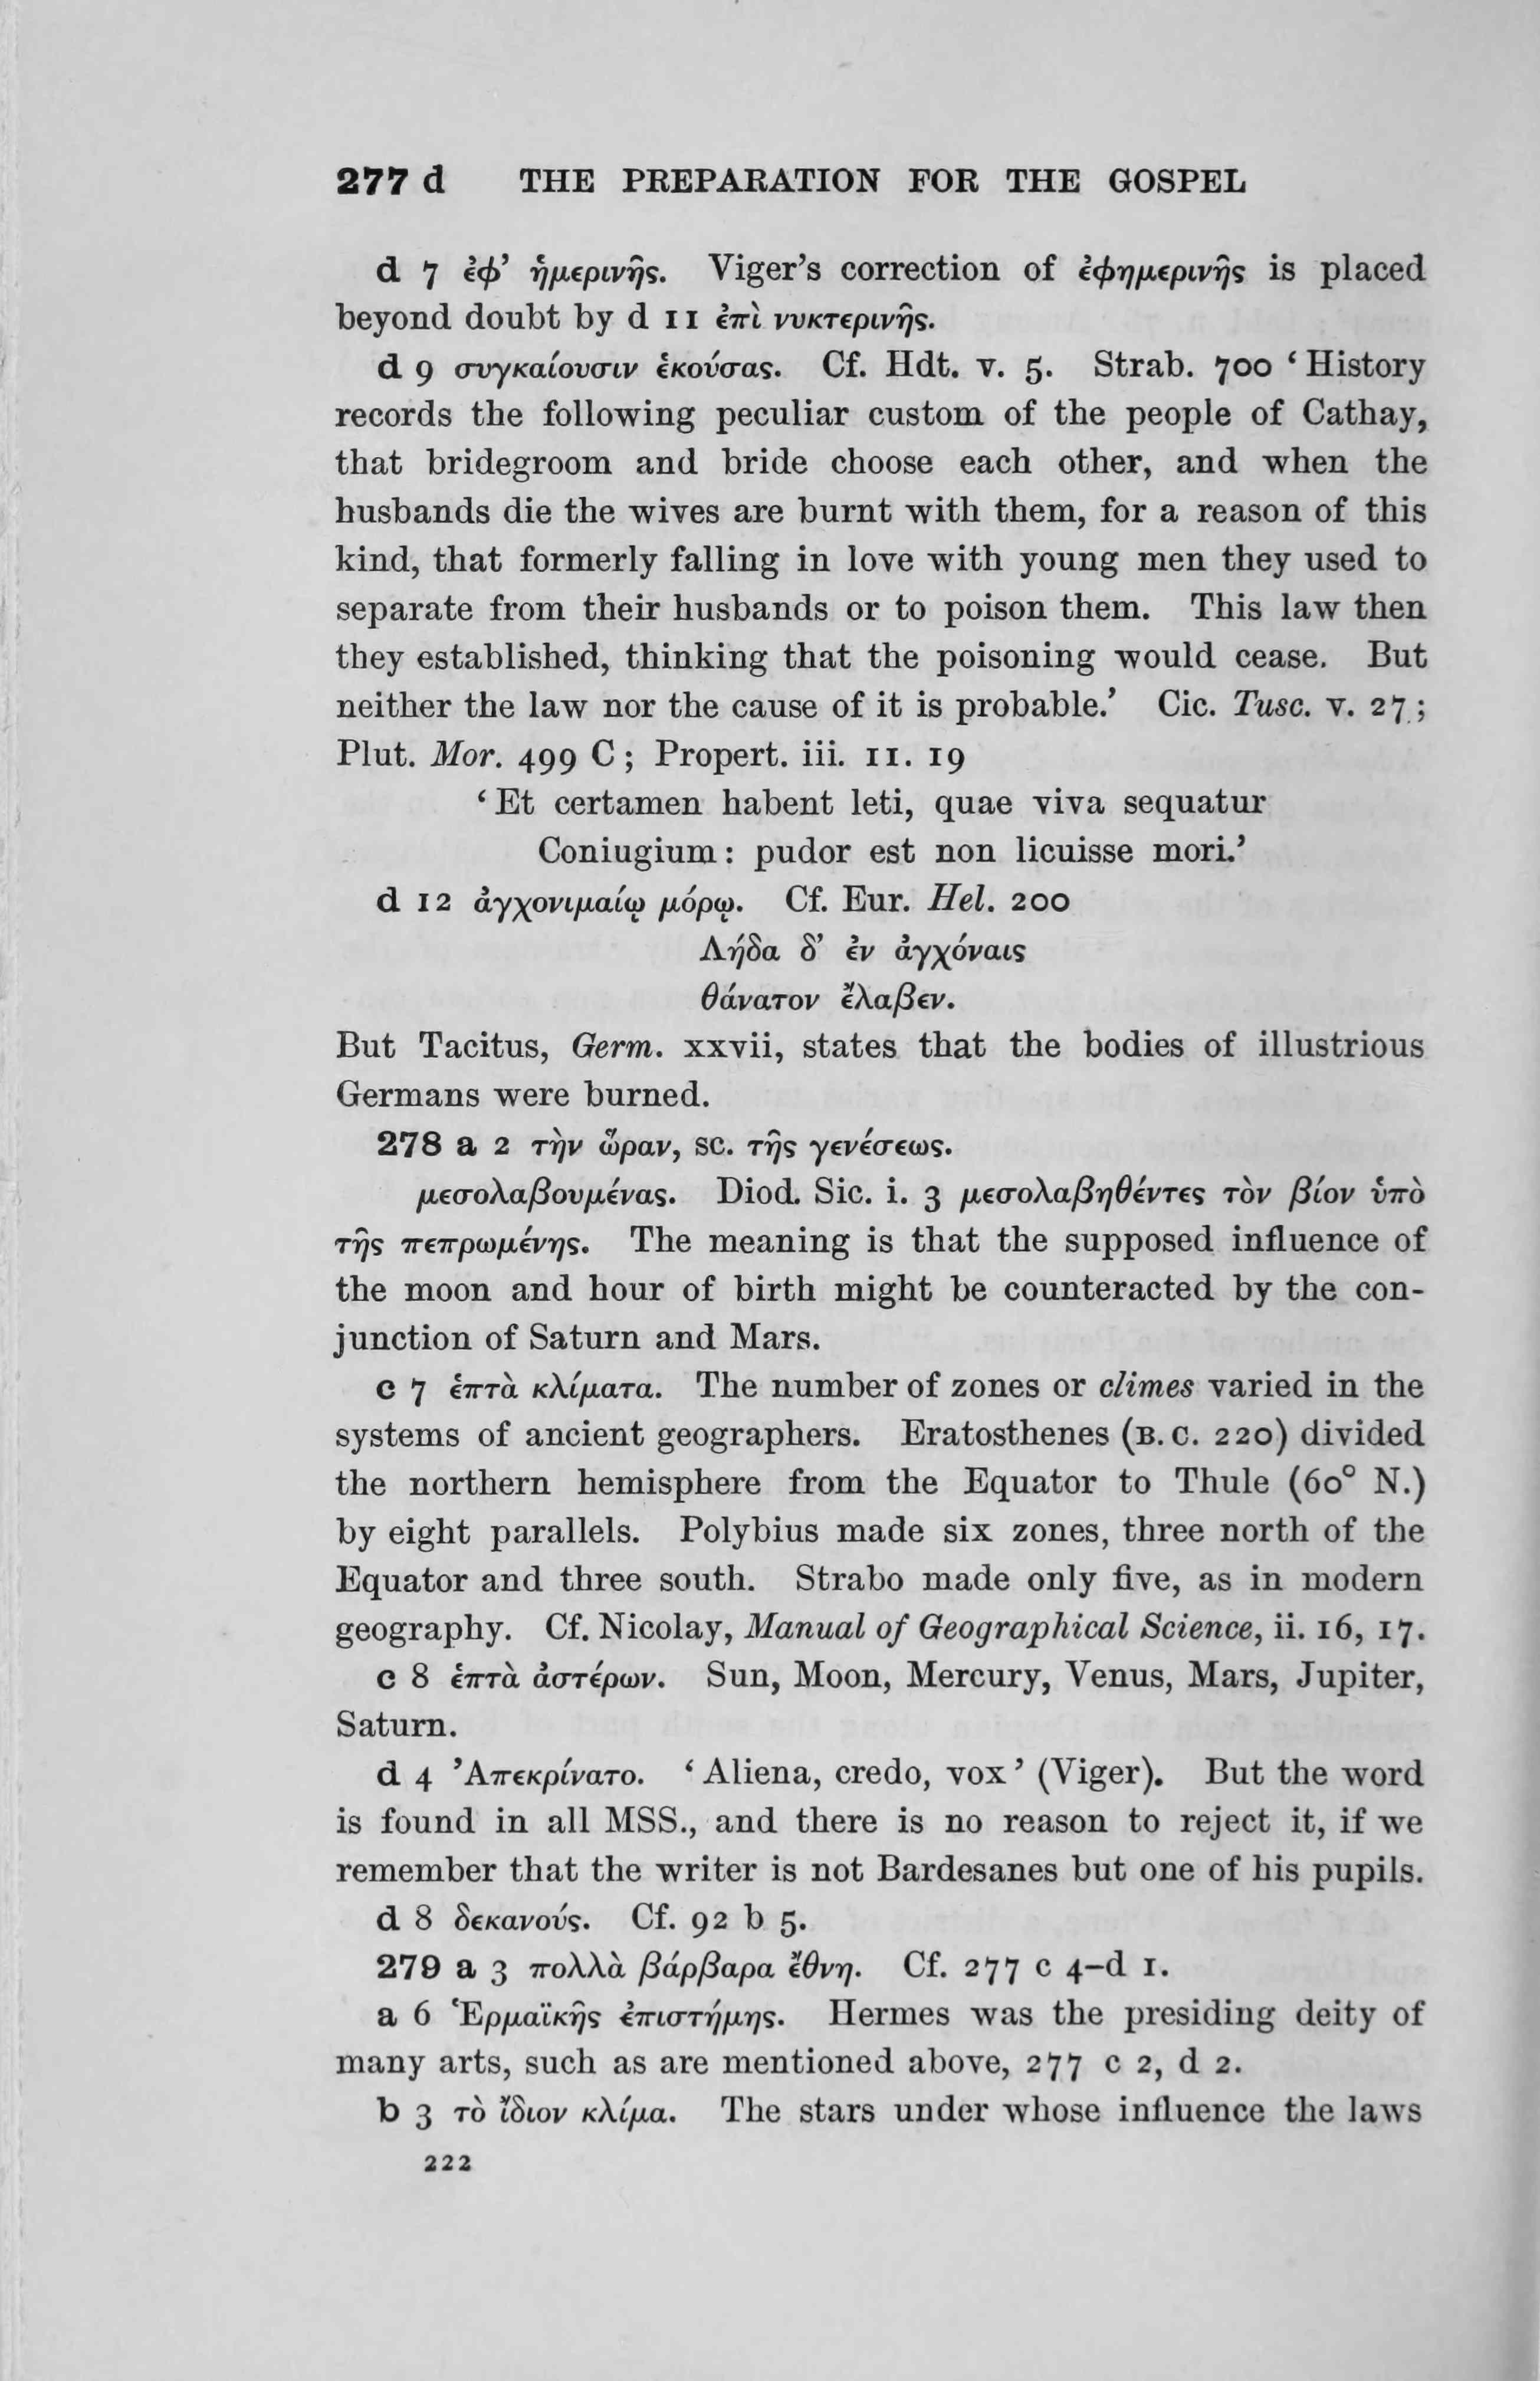 277 d THE PREPARATION FOR THE GOSPEL
d 7 ἐφ’ ἡμερινῆς. Viger’s correction of ἐφημερινῆς is placed
beyond doubt by d 11 ἐπὶ νυκτερινῆς.
d 9 συγκαίουσιν ἑκούσας. Cf. Hdt. v. 5. Strab. 700 ‘History
records the following peculiar custom of the people of Cathay,
that bridegroom and bride choose each other, and when the
husbands die the wives are burnt with them, for a reason of this
kind, that formerly falling in love with young men they used to
separate from their husbands or to poison them. This law then
they established, thinking that the poisoning would cease. But
neither the law nor the cause of it is probable.’ Cic. Tusc. v. 27;
Plut. Mor. 499 C; Propert. iii. 11. 19
‘Et certamen habent leti, quae viva sequatur
Coniugium: pudor est non licuisse mori.’
d 12 ἀγχονιμαίῳ μόρῳ. Cf. Eur. Hel. 200
Λήδα δ’ ἐν ἀγχόναις
θάνατον ἔλαβεν.
But Tacitus, Germ. xxvii, states that the bodies of illustrious
Germans were burned.
278 a 2 τὴν ὥραν, sc. τῆς γενέσεως.
μεσολαβουμένας. Diod. Sic. i. 3 μεσολαβηθέντες τὸν βίον ὑπὸ
τῆς πεπρωμένης. The meaning is that the supposed influence of
the moon and hour of birth might be counteracted by the con-
junction of Saturn and Mars.
c 7 ἑπτὰ κλίματα. The number of zones or climes varied in the
systems of ancient geographers. Eratosthenes (B.C. 220) divided
the northern hemisphere from the Equator to Thule (60° N.)
by eight parallels. Polybius made six zones, three north of the
Equator and three south. Strabo made only five, as in modern
geography. Cf. Nicolay, Manual of Geographical Science, ii. 16, 17.
c 8 ἑπτὰ ἀστέρων. Sun, Moon, Mercury, Venus, Mars, Jupiter,
Saturn.
d 4 ’Απεκρίνατο. ‘Aliena, credo, vox’ (Viger). But the word
is found in all MSS., and there is no reason to reject it, if we
remember that the writer is not Bardesanes but one of his pupils.
d 8 δεκανούς. Cf. 92 b 5.
279 a 3 πολλὰ βάρβαρα ἔθνη. Cf. 277 c 4–d 1.
a 6 Ἑρμαϊκῆς ἐπιστήμης. Hermes was the presiding deity of
many arts, such as are mentioned above, 277 c 2, d 2.
b 3 τὸ ἴδιον κλίμα. The stars under whose influence the laws
222